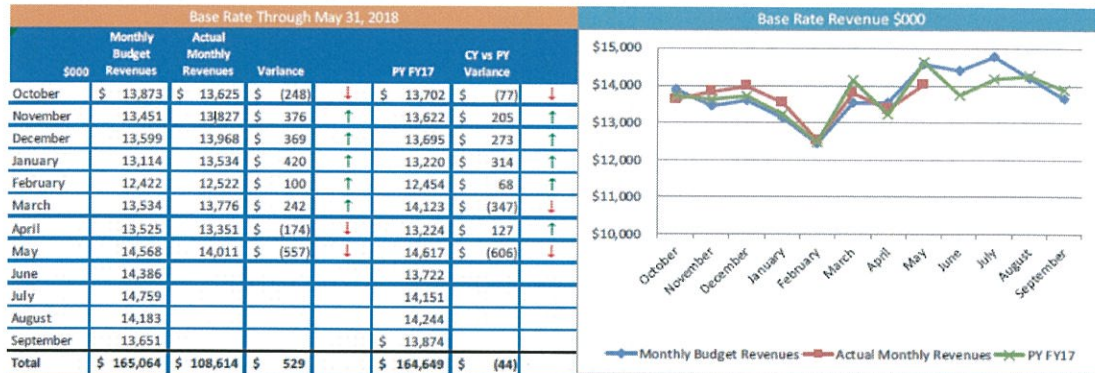 Base Rate Through May 31, 2018
$000 Monthly Budget Revenues Actual Monthly Revenues Variance PY FY17 CY vs PY Variance
October $ 13,873 $ 13,625 $ (248) ↓ $ 13,702 $ (77) ↓
November 13,451 13,827 $ 376 ↑ 13,622 $ 205 ↑
December 13,599 13,968 $ 369 ↑ 13,695 $ 273 ↑
January 13,114 13,534 $ 420 ↑ 13,220 $ 314 ↑
February 12,422 12,522 $ 100 ↑ 12,454 $ 68 ↑
March 13,534 13,776 $ 242 ↑ 14,123 $ (347) ↓
April 13,525 13,351 $ (174) ↓ 13,224 $ 127 ↑
May 14,568 14,011 $ (557) ↓ 14,617 $ (606) ↓
June 14,386 13,722
July 14,759 14,151
August 14,183 14,244
September 13,651 $ 13,874
Total $ 165,064 $ 108,614 $ 529 $ 164,649 $ (44)
Base Rate Revenue $000
$15,000
$14,000
$13,000
$12,000
$11,000
$10,000
October November December January February March April May June July August September
Monthly Budget Revenues Actual Monthly Revenues PY FY17